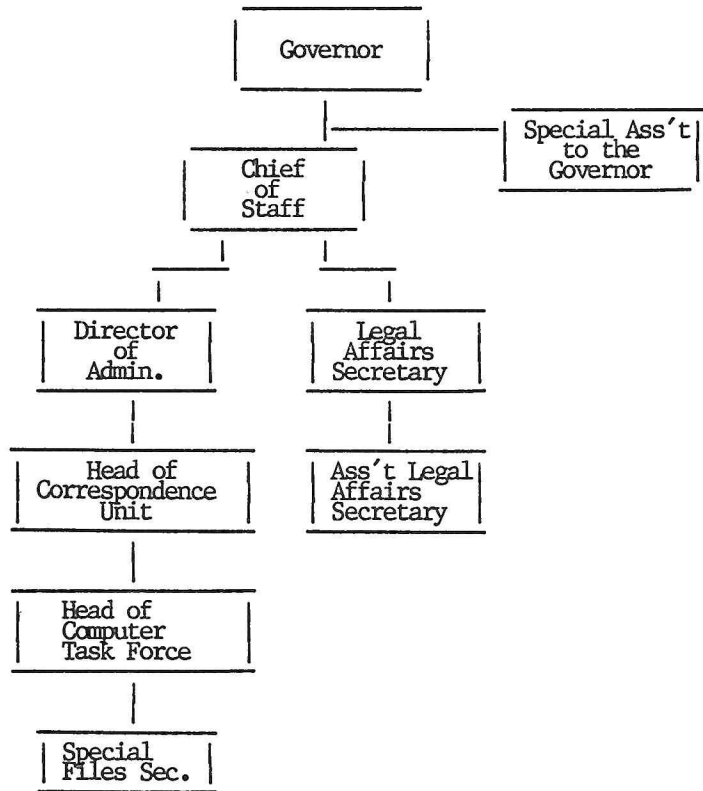 Governor
Special Ass't
to the
Governor
Chief
of
Staff
Director
of
Admin.
Legal
Affairs
Secretary
Head of
Correspondence
Unit
Ass't Legal
Affairs
Secretary
Head of
Computer
Task Force
Special
Files Sec.